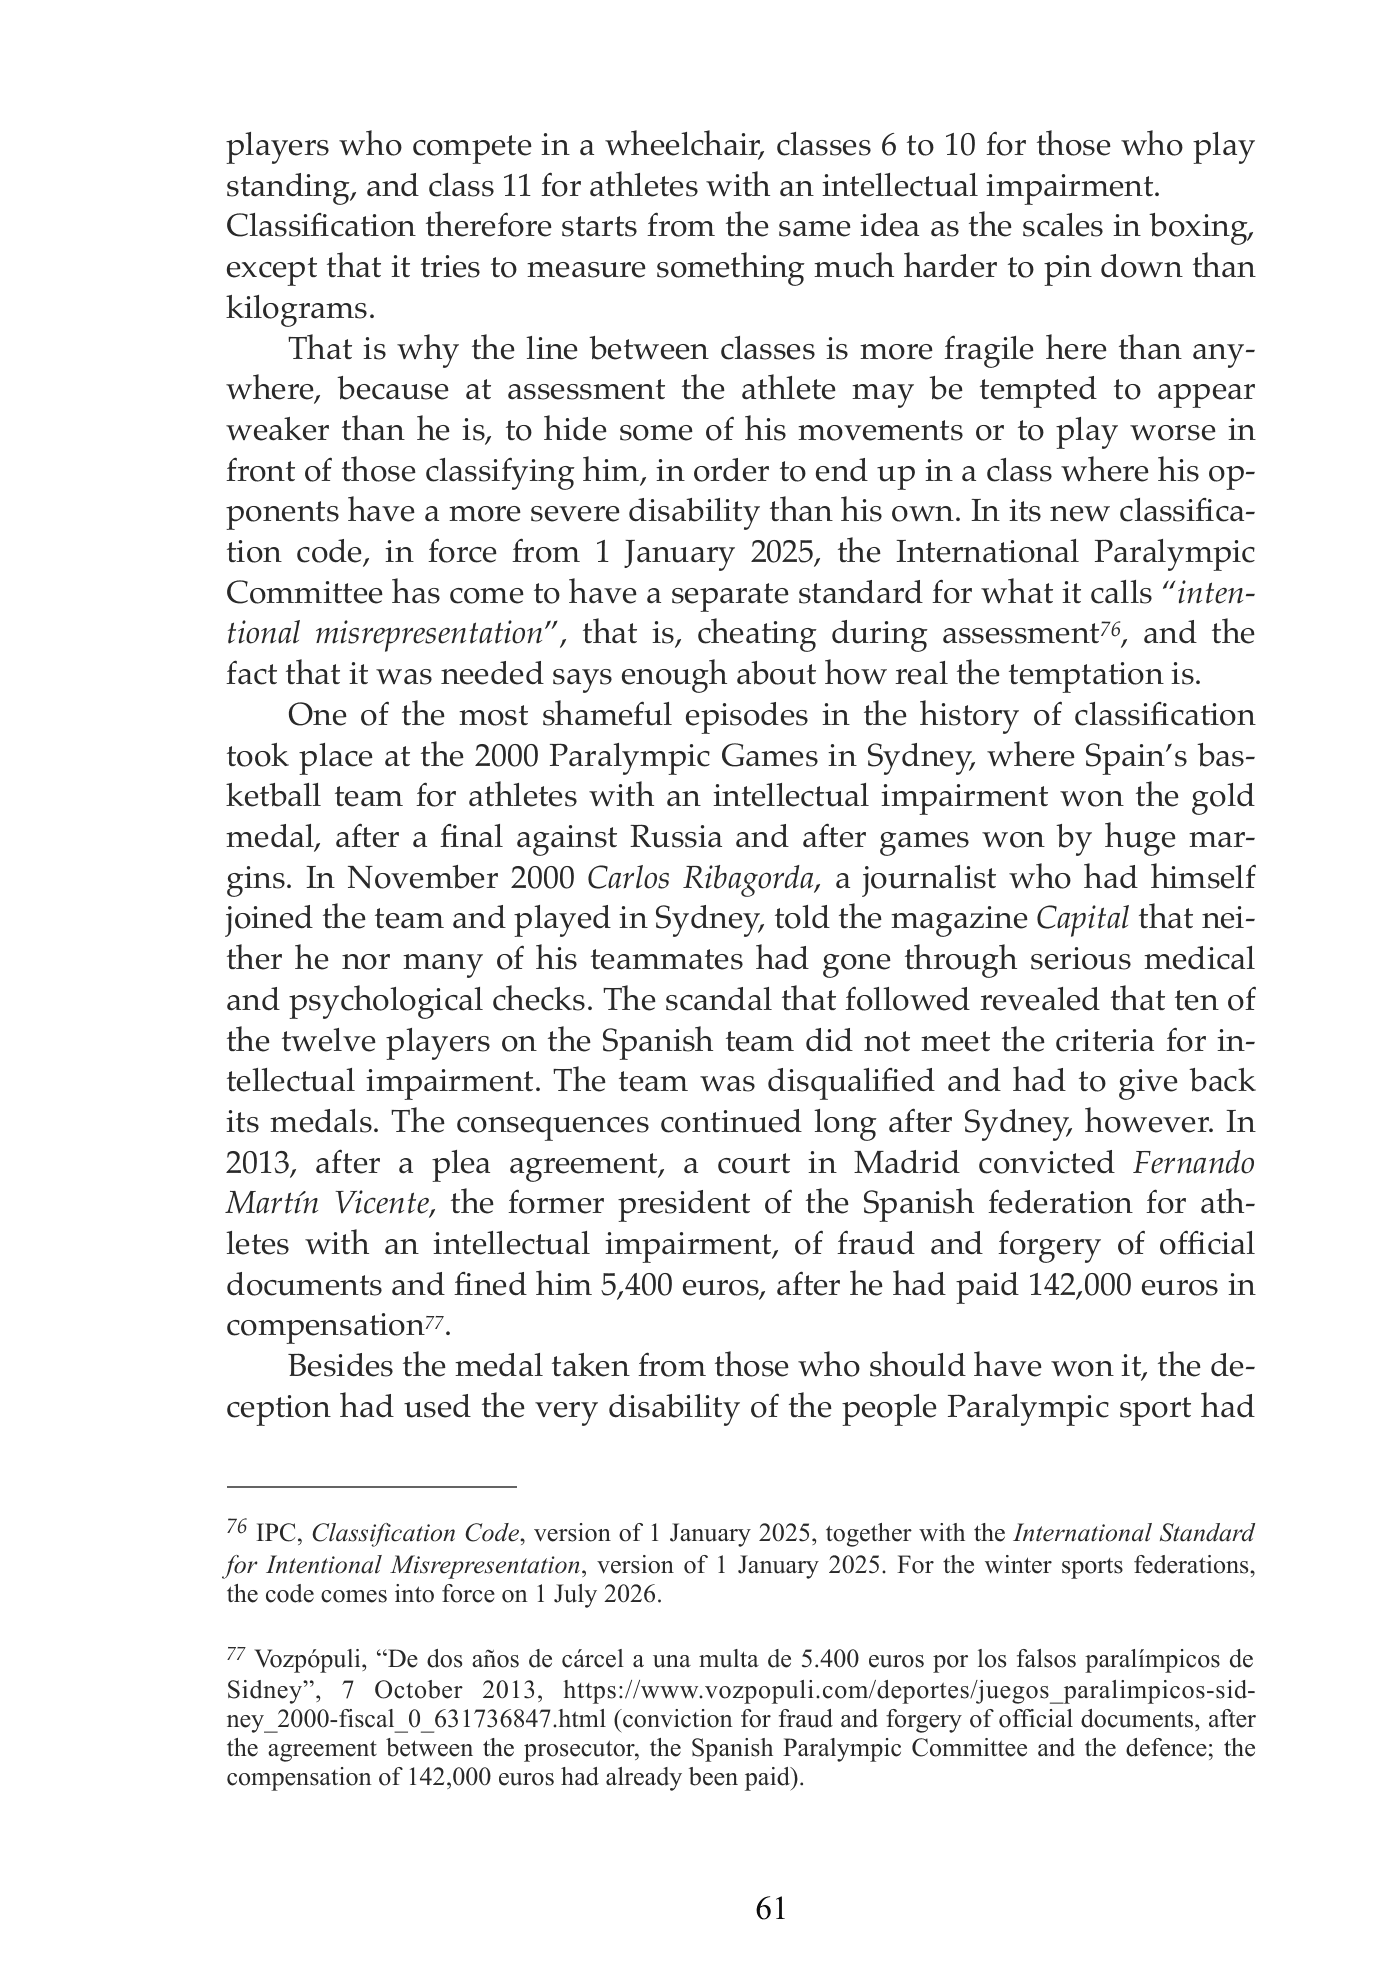 players who compete in a wheelchair, classes 6 to 10 for those who play
standing, and class 11 for athletes with an intellectual impairment.
Classification therefore starts from the same idea as the scales in boxing,
except that it tries to measure something much harder to pin down than
kilograms.
That is why the line between classes is more fragile here than any-
where, because at assessment the athlete may be tempted to appear
weaker than he is, to hide some of his movements or to play worse in
front of those classifying him, in order to end up in a class where his op-
ponents have a more severe disability than his own. In its new classifica-
tion code, in force from 1 January 2025, the International Paralympic
Committee has come to have a separate standard for what it calls “inten-
tional misrepresentation”, that is, cheating during assessment76, and the
fact that it was needed says enough about how real the temptation is.
One of the most shameful episodes in the history of classification
took place at the 2000 Paralympic Games in Sydney, where Spain’s bas-
ketball team for athletes with an intellectual impairment won the gold
medal, after a final against Russia and after games won by huge mar-
gins. In November 2000 Carlos Ribagorda, a journalist who had himself
joined the team and played in Sydney, told the magazine Capital that nei-
ther he nor many of his teammates had gone through serious medical
and psychological checks. The scandal that followed revealed that ten of
the twelve players on the Spanish team did not meet the criteria for in-
tellectual impairment. The team was disqualified and had to give back
its medals. The consequences continued long after Sydney, however. In
2013, after a plea agreement, a court in Madrid convicted Fernando
Martín Vicente, the former president of the Spanish federation for ath-
letes with an intellectual impairment, of fraud and forgery of official
documents and fined him 5,400 euros, after he had paid 142,000 euros in
compensation77.
Besides the medal taken from those who should have won it, the de-
ception had used the very disability of the people Paralympic sport had
76 IPC, Classification Code, version of 1 January 2025, together with the International Standard
for Intentional Misrepresentation, version of 1 January 2025. For the winter sports federations,
the code comes into force on 1 July 2026.
77 Vozpópuli, “De dos años de cárcel a una multa de 5.400 euros por los falsos paralímpicos de
Sidney”, 7 October 2013, https://www.vozpopuli.com/deportes/juegos_paralimpicos-sid-
ney_2000-fiscal_0_631736847.html (conviction for fraud and forgery of official documents, after
the agreement between the prosecutor, the Spanish Paralympic Committee and the defence; the
compensation of 142,000 euros had already been paid).
61